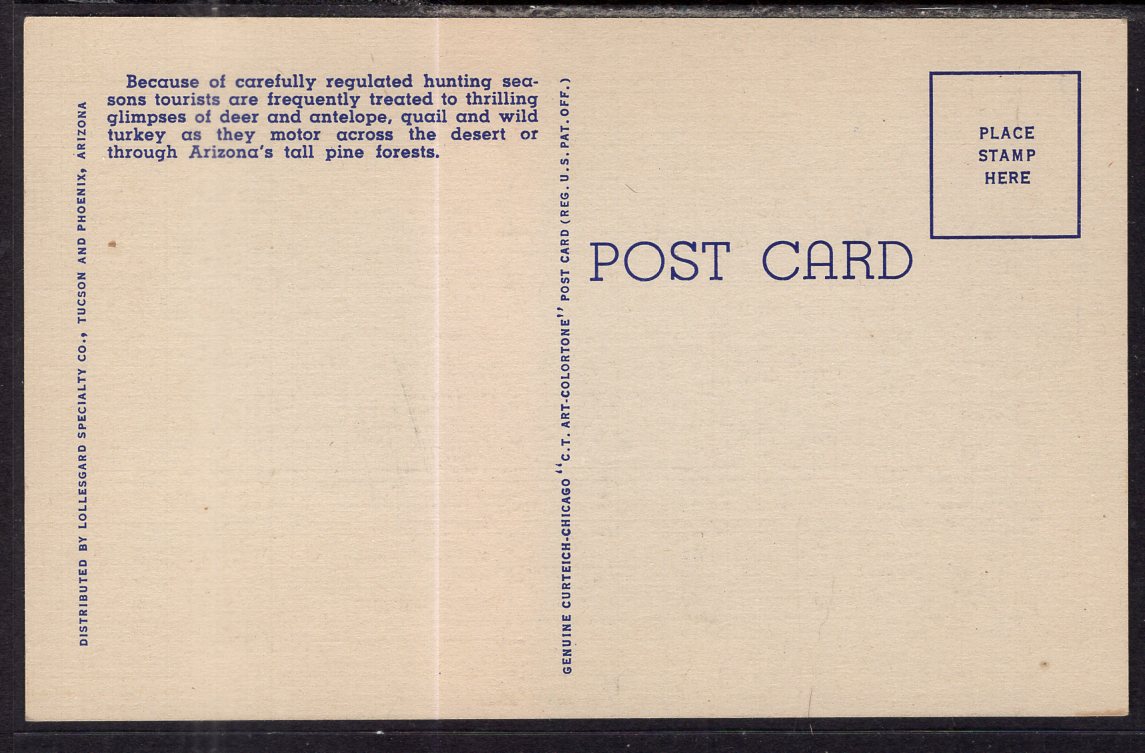 Because of carefully regulated hunting sea-
sons tourists are frequently treated to thrilling
glimpses of deer and antelope, quail and wild
turkey as they motor across the desert or
through Arizona's tall pine forests.
DISTRIBUTED BY LOLLESGARD SPECIALTY CO., TUCSON AND PHOENIX, ARIZONA
GENUINE CURTEICH-CHICAGO "C.T. ART-COLORTONE" POST CARD (REG. U.S. PAT. OFF.)
POST CARD
PLACE
STAMP
HERE